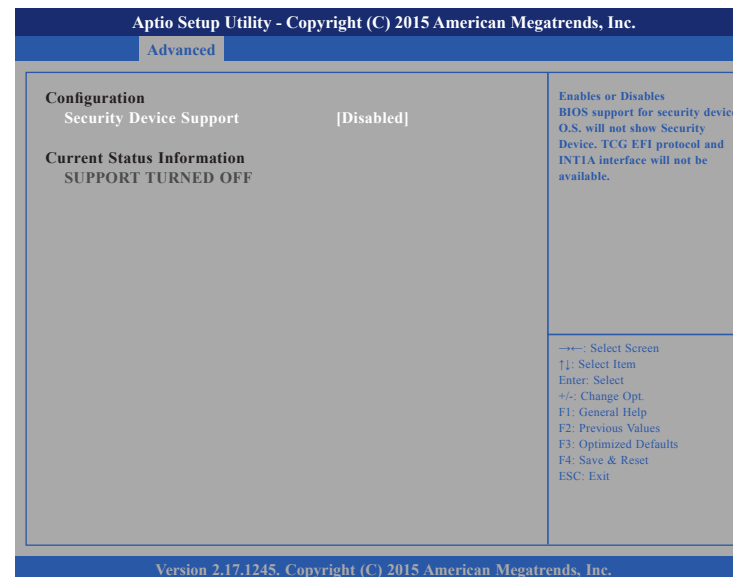 Aptio Setup Utility - Copyright (C) 2015 American Megatrends, Inc.
Advanced
Configuration
Security Device Support [Disabled]
Current Status Information
SUPPORT TURNED OFF
Enables or Disables
BIOS support for security device
O.S. will not show Security
Device. TCG EFI protocol and
INT1A interface will not be
available.
→←: Select Screen
↑↓: Select Item
Enter: Select
+/-: Change Opt.
F1: General Help
F2: Previous Values
F3: Optimized Defaults
F4: Save & Reset
ESC: Exit
Version 2.17.1245. Copyright (C) 2015 American Megatrends, Inc.